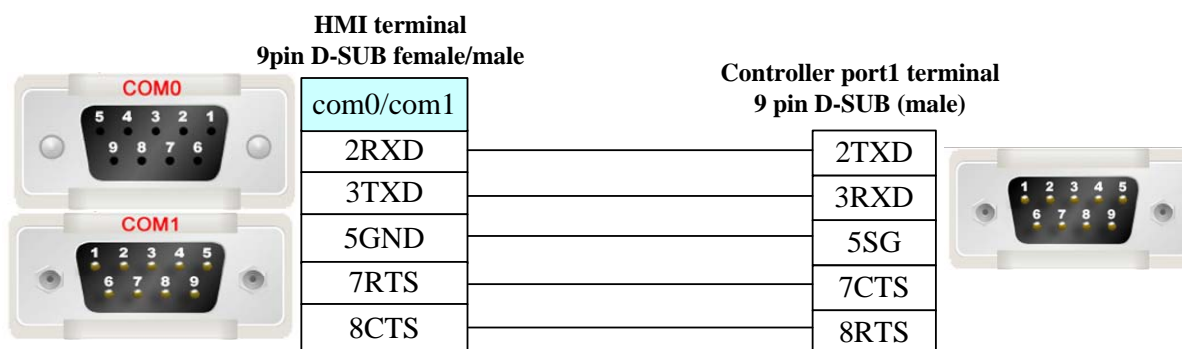 HMI terminal
9pin D-SUB female/male
Controller port1 terminal
9 pin D-SUB (male)
COM0
5 4 3 2 1
9 8 7 6
COM1
1 2 3 4 5
6 7 8 9
com0/com1
2RXD
3TXD
5GND
7RTS
8CTS
2TXD
3RXD
5SG
7CTS
8RTS
1 2 3 4 5
6 7 8 9